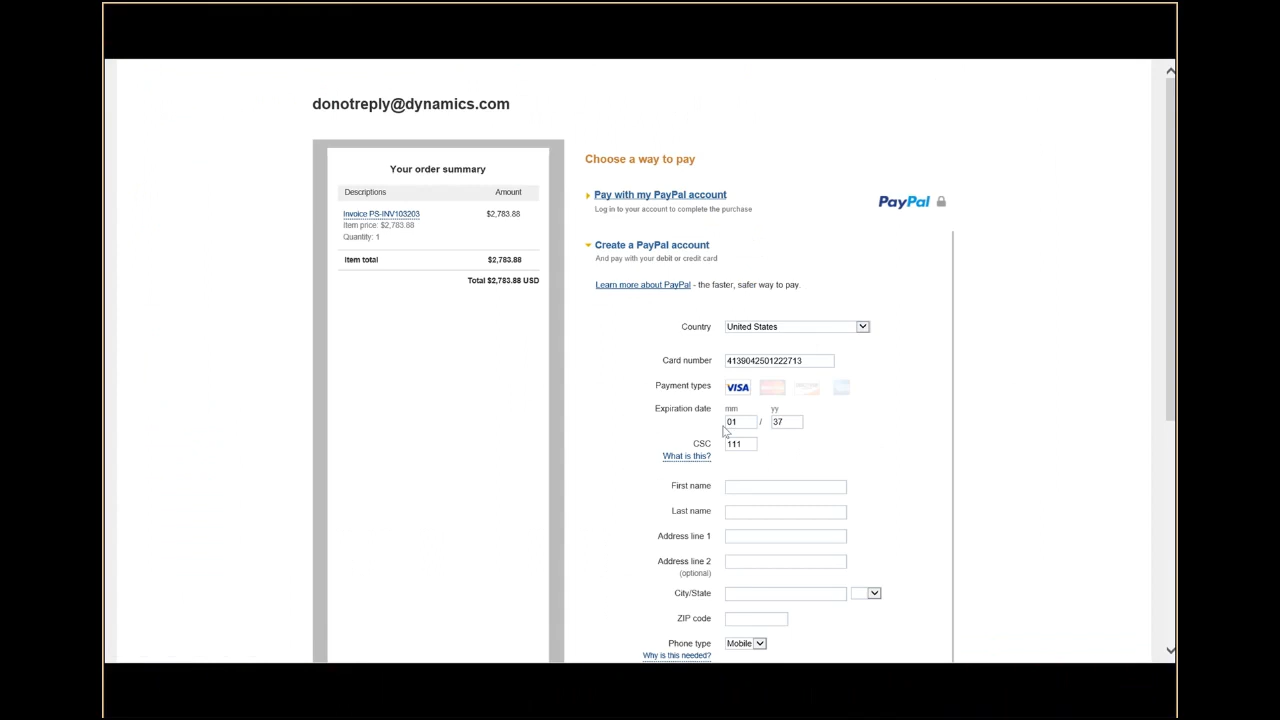 donotreply@dynamics.com
Your order summary
Descriptions Amount
Invoice PS-INV103203 $2,783.88
Item price: $2,783.88
Quantity: 1
Item total $2,783.88
Total $2,783.88 USD
Choose a way to pay
Pay with my PayPal account
Log in to your account to complete the purchase
PayPal
Create a PayPal account
And pay with your debit or credit card
Learn more about PayPal - the faster, safer way to pay.
Country United States
Card number 4139042501222713
Payment types VISA
Expiration date mm yy
01 / 37
CSC 111
What is this?
First name
Last name
Address line 1
Address line 2
(optional)
City/State
ZIP code
Phone type Mobile
Why is this needed?